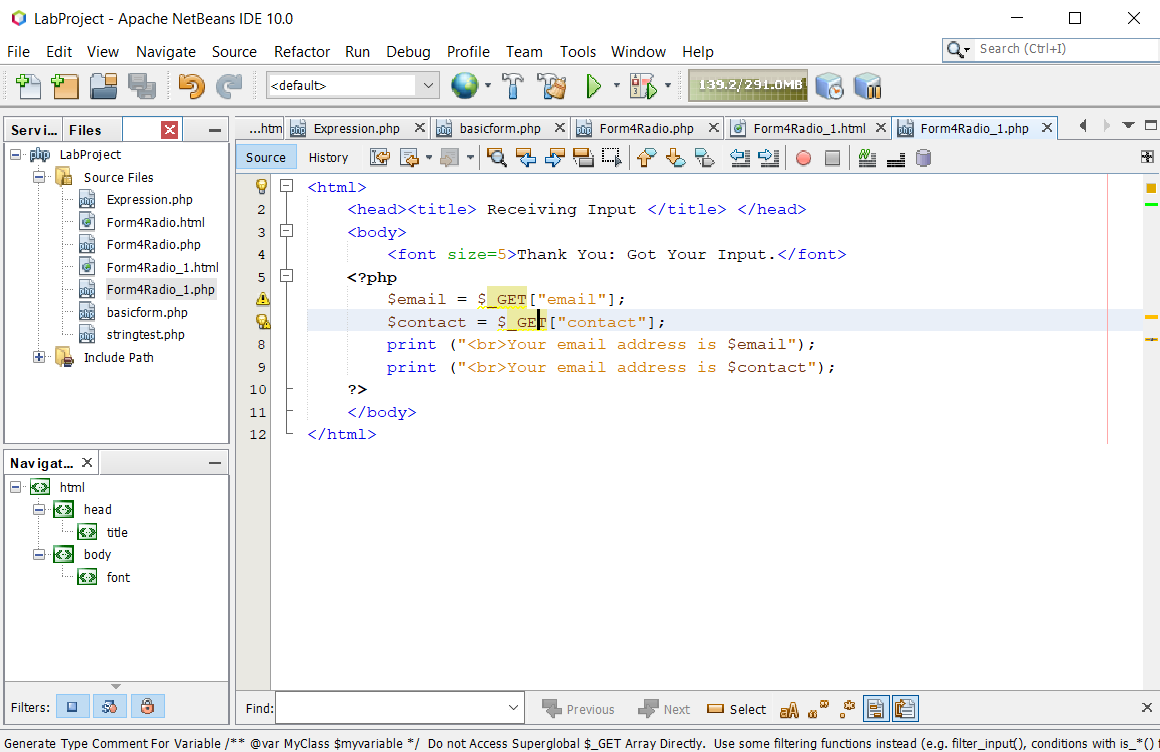 LabProject - Apache NetBeans IDE 10.0
File Edit View Navigate Source Refactor Run Debug Profile Team Tools Window Help
Search (Ctrl+I)
<default>
139.2/291.0MB
Servi... Files
LabProject
Source Files
Expression.php
Form4Radio.html
Form4Radio.php
Form4Radio_1.html
Form4Radio_1.php
basicform.php
stringtest.php
Include Path
Navigat...
html
head
title
body
font
Filters:
...htm Expression.php basicform.php Form4Radio.php Form4Radio_1.html Form4Radio_1.php
Source History
<html>
2 <head><title> Receiving Input </title> </head>
3 <body>
4 <font size=5>Thank You: Got Your Input.</font>
5 <?php
$email = $_GET["email"];
$contact = $_GET["contact"];
8 print ("<br>Your email address is $email");
9 print ("<br>Your email address is $contact");
10 ?>
11 </body>
12 </html>
Find: Previous Next Select aA
Generate Type Comment For Variable /** @var MyClass $myvariable */ Do not Access Superglobal $_GET Array Directly. Use some filtering functions instead (e.g. filter_input(), conditions with is_*() f